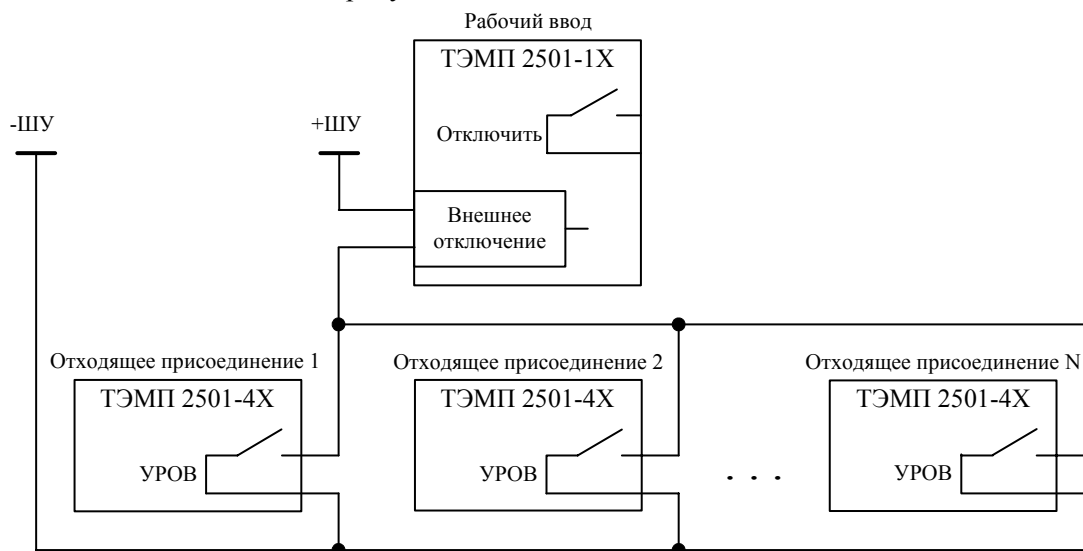 Рабочий ввод
ТЭМП 2501-1Х
-ШУ
+ШУ
Отключить
Внешнее
отключение
Отходящее присоединение 1
Отходящее присоединение 2
Отходящее присоединение N
ТЭМП 2501-4Х
ТЭМП 2501-4Х
ТЭМП 2501-4Х
УРОВ
УРОВ
. . .
УРОВ